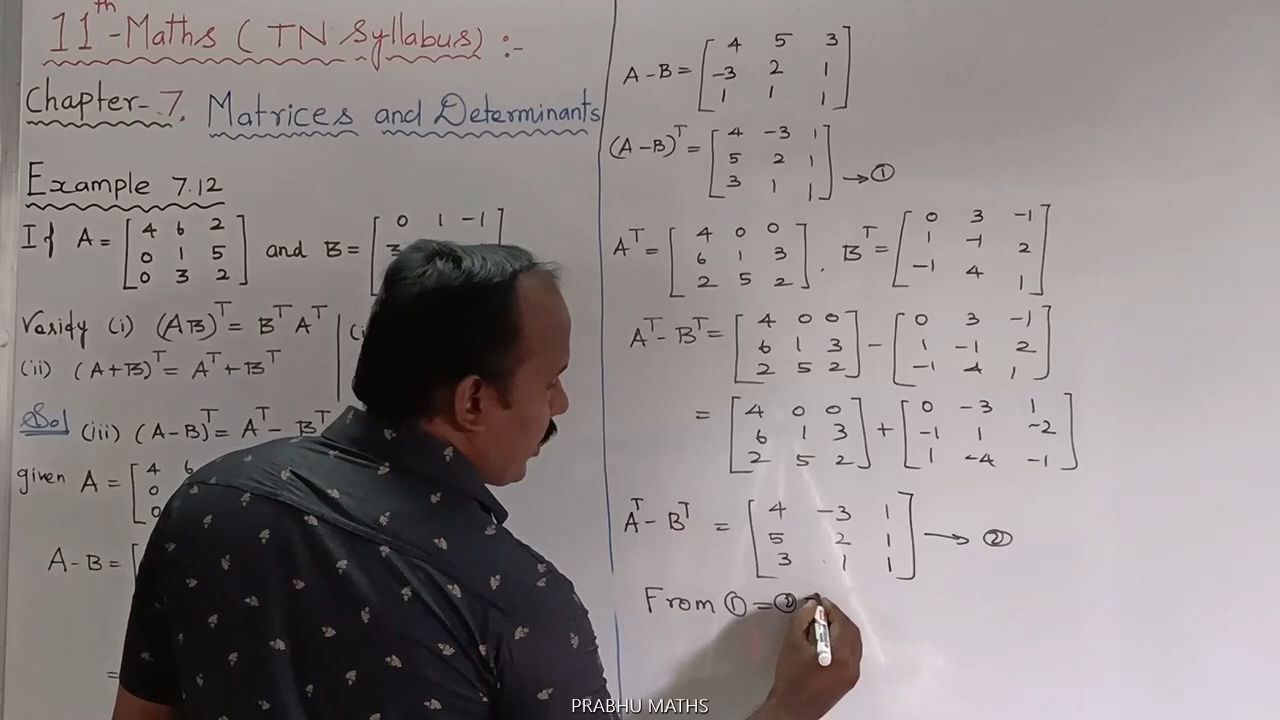 11th-Maths (TN Syllabus) :-
Chapter-7. Matrices and Determinants
Example 7.12
If A = [4 6 2
0 1 5
0 3 2] and B = [0 1 -1
3
Verify (i) (AB)^T = B^T A^T
(ii) (A+B)^T = A^T + B^T
Sol (iii) (A-B)^T = A^T - B^T
given A = [4 6
0
0
A-B = [
=
A-B = [4 5 3
-3 2 1
1 1 1]
(A-B)^T = [4 -3 1
5 2 1
3 1 1] → ①
A^T = [4 0 0
6 1 3
2 5 2] . B^T = [0 3 -1
1 -1 2
-1 4 1]
A^T - B^T = [4 0 0
6 1 3
2 5 2] - [0 3 -1
1 -1 2
-1 4 1]
= [4 0 0
6 1 3
2 5 2] + [0 -3 1
-1 1 -2
1 -4 -1]
A^T - B^T = [4 -3 1
5 2 1
3 1 1] → ②
From ① = ②
PRABHU MATHS